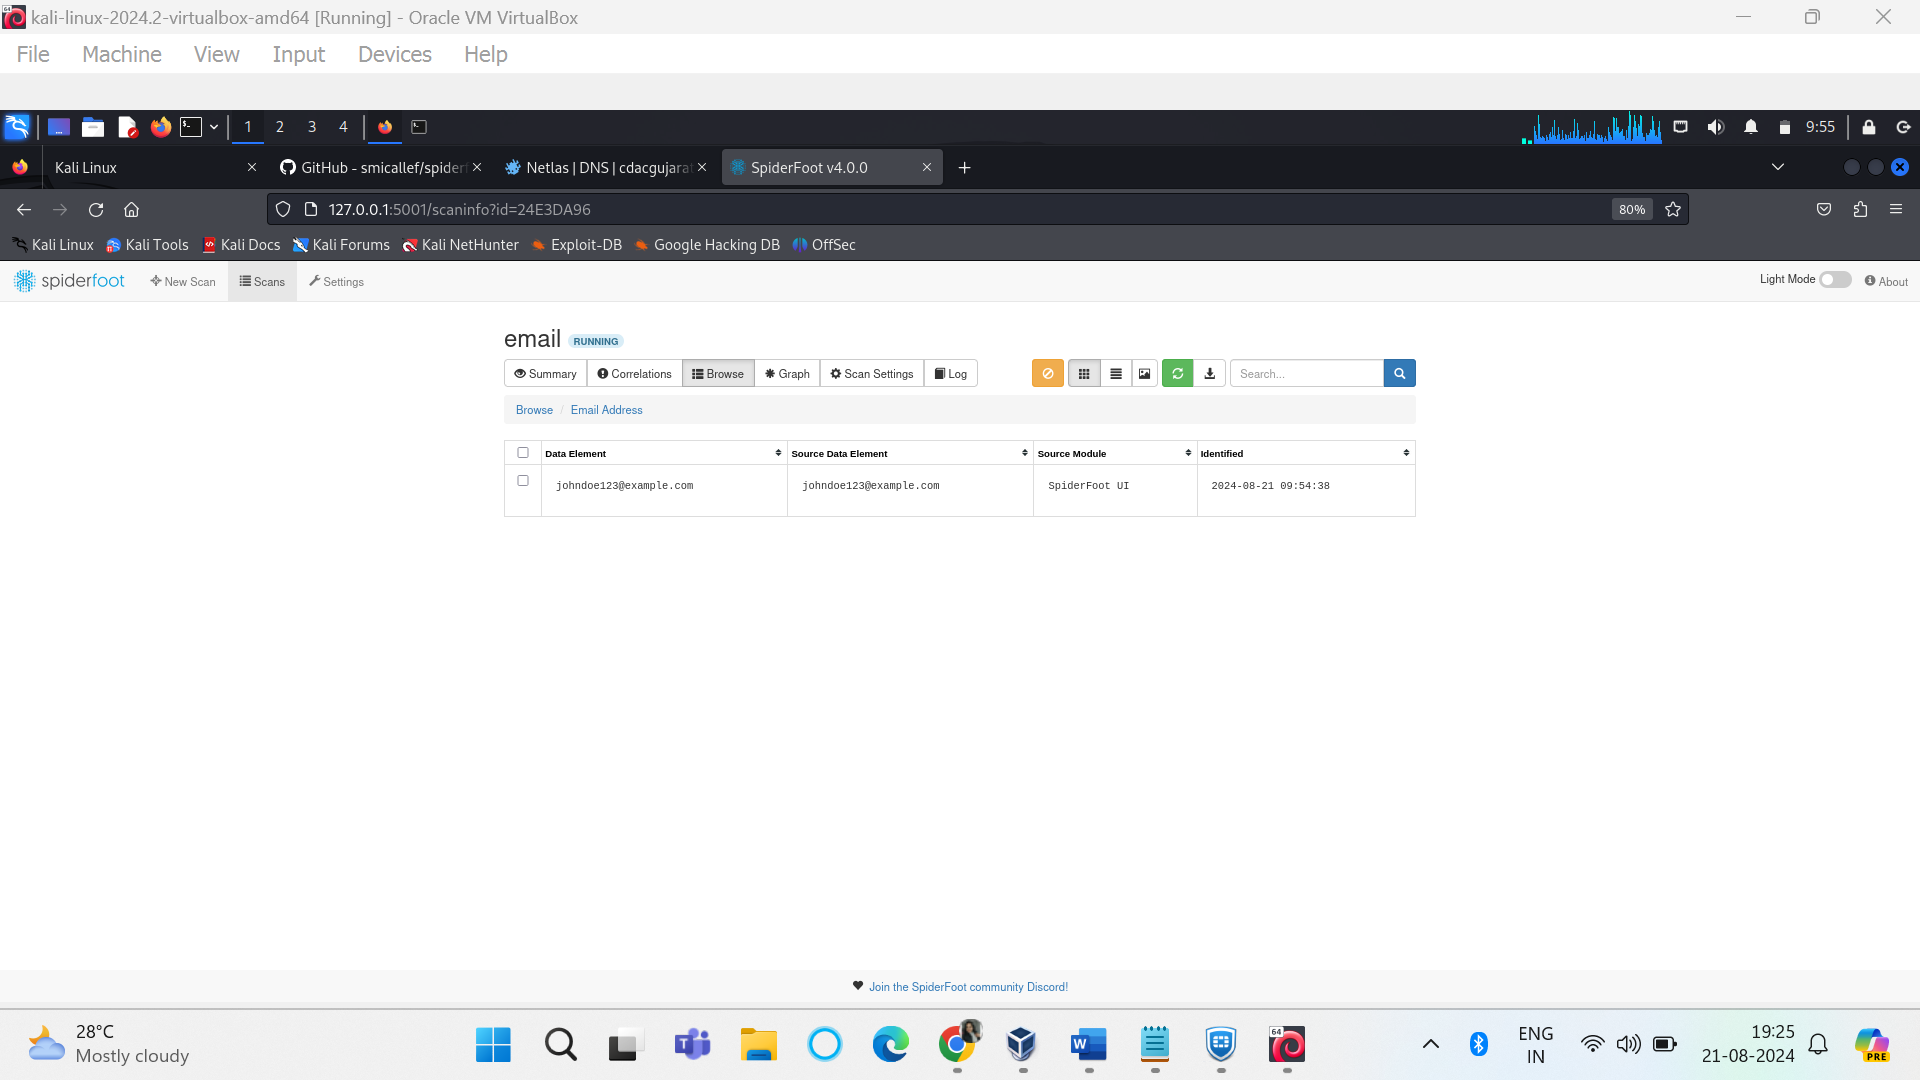 kali-linux-2024.2-virtualbox-amd64 [Running] - Oracle VM VirtualBox
File Machine View Input Devices Help
1 2 3 4 9:55
Kali Linux GitHub - smicallef/spider Netlas | DNS | cdacgujarat SpiderFoot v4.0.0
127.0.0.1:5001/scaninfo?id=24E3DA96 80%
Kali Linux Kali Tools Kali Docs Kali Forums Kali NetHunter Exploit-DB Google Hacking DB OffSec
spiderfoot New Scan Scans Settings Light Mode About
email RUNNING
Summary Correlations Browse Graph Scan Settings Log Search...
Browse / Email Address
Data Element Source Data Element Source Module Identified
johndoe123@example.com johndoe123@example.com SpiderFoot UI 2024-08-21 09:54:38
Join the SpiderFoot community Discord!
28°C
Mostly cloudy
64
ENG
IN
19:25
21-08-2024
PRE